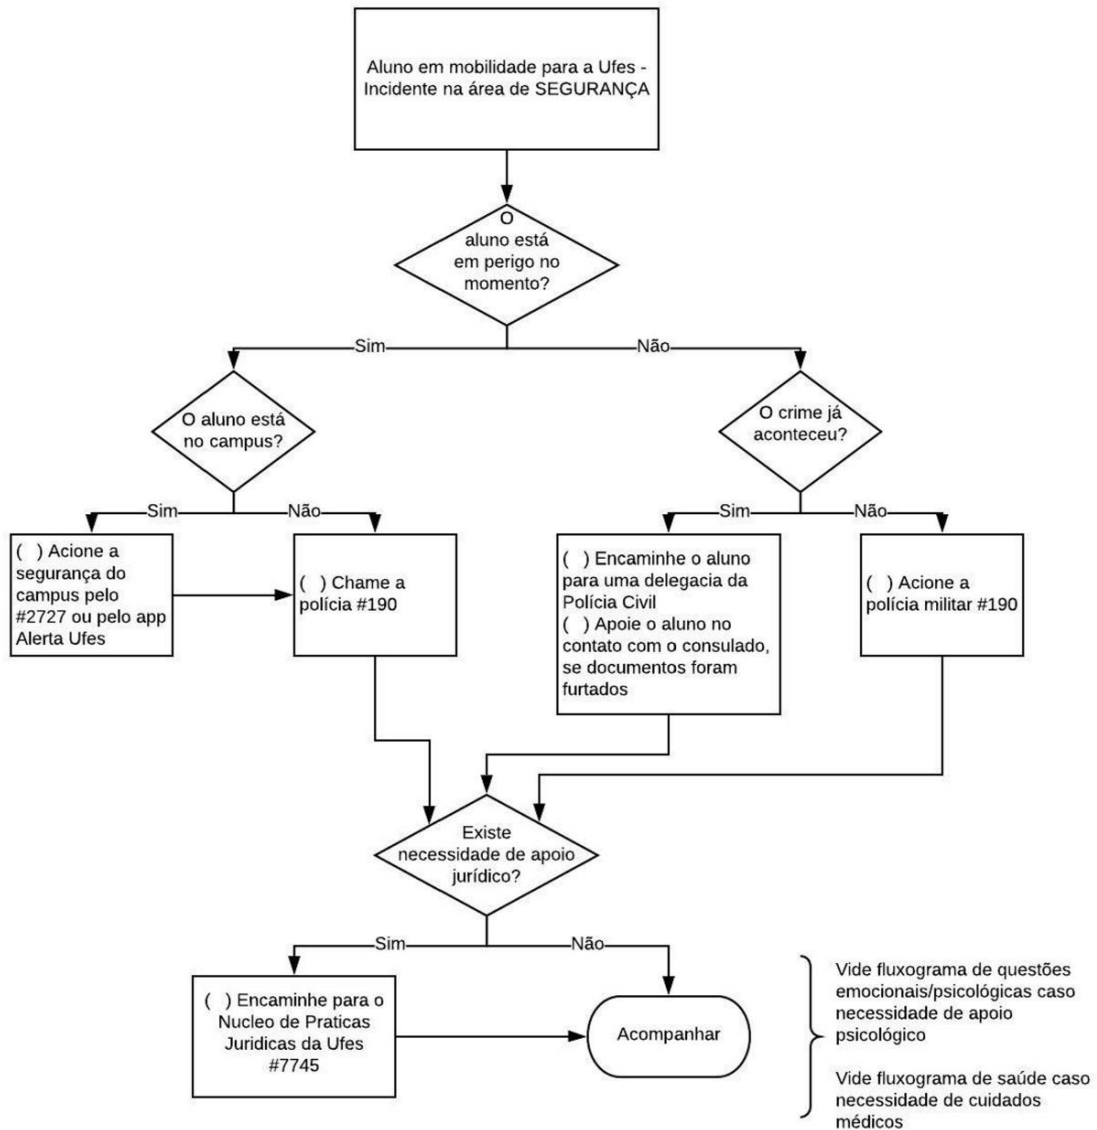 Aluno em mobilidade para a Ufes -
Incidente na área de SEGURANÇA
O
aluno está
em perigo no
momento?
Sim
Não
O aluno está
no campus?
O crime já
aconteceu?
Sim
Não
Sim
Não
( ) Acione a
segurança do
campus pelo
#2727 ou pelo app
Alerta Ufes
( ) Chame a
polícia #190
( ) Encaminhe o aluno
para uma delegacia da
Polícia Civil
( ) Apoie o aluno no
contato com o consulado,
se documentos foram
furtados
( ) Acione a
polícia militar #190
Existe
necessidade de apoio
jurídico?
Sim
Não
( ) Encaminhe para o
Nucleo de Praticas
Juridicas da Ufes
#7745
Acompanhar
Vide fluxograma de questões
emocionais/psicológicas caso
necessidade de apoio
psicológico
Vide fluxograma de saúde caso
necessidade de cuidados
médicos